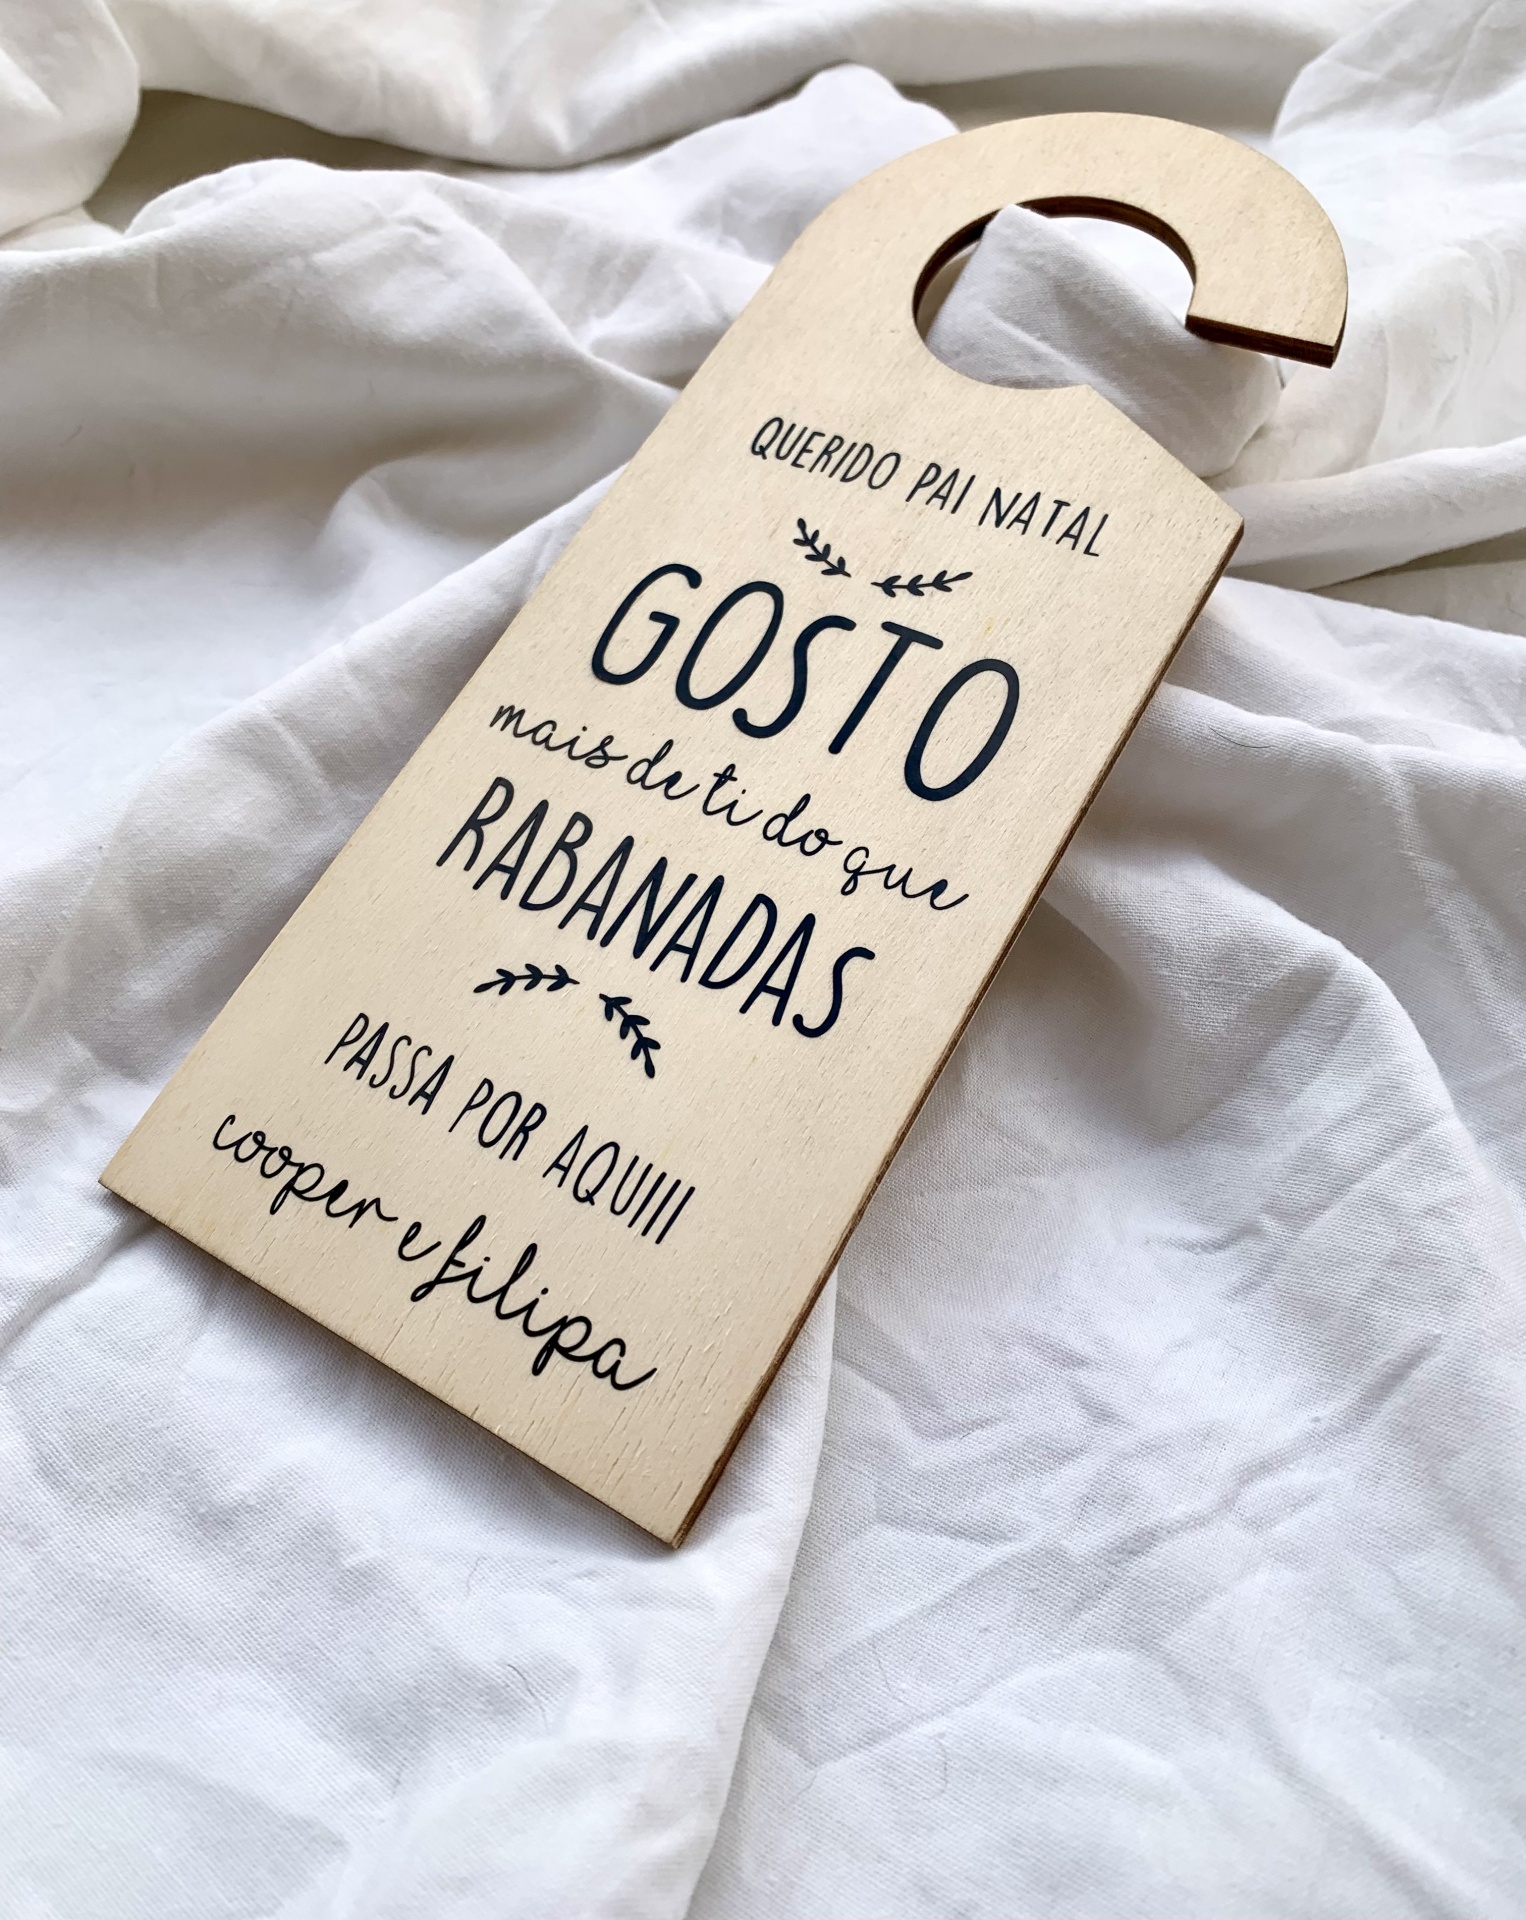 QUERIDO PAI NATAL
GOSTO
mais de ti do que
RABANADAS
PASSA POR AQUIII
cooper e filipa